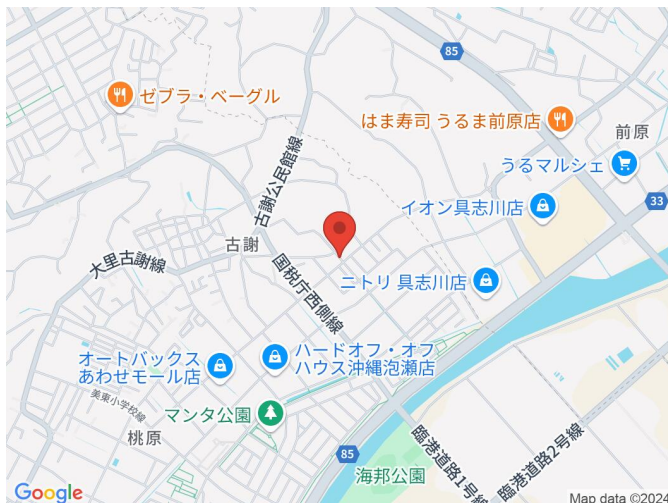 85
ゼブラ・ベーグル
はま寿司 うるま前原店
前原
うるマルシェ
古謝公民館線
イオン具志川店
33
古謝
大里古謝線
国税庁西側線
ニトリ 具志川店
ハードオフ・オフ
ハウス沖縄泡瀬店
オートバックス
あわせモール店
美東小学校線
マンタ公園
桃原
85
海邦公園
臨港道路1号線
臨港道路2号線
Google
Map data ©2024